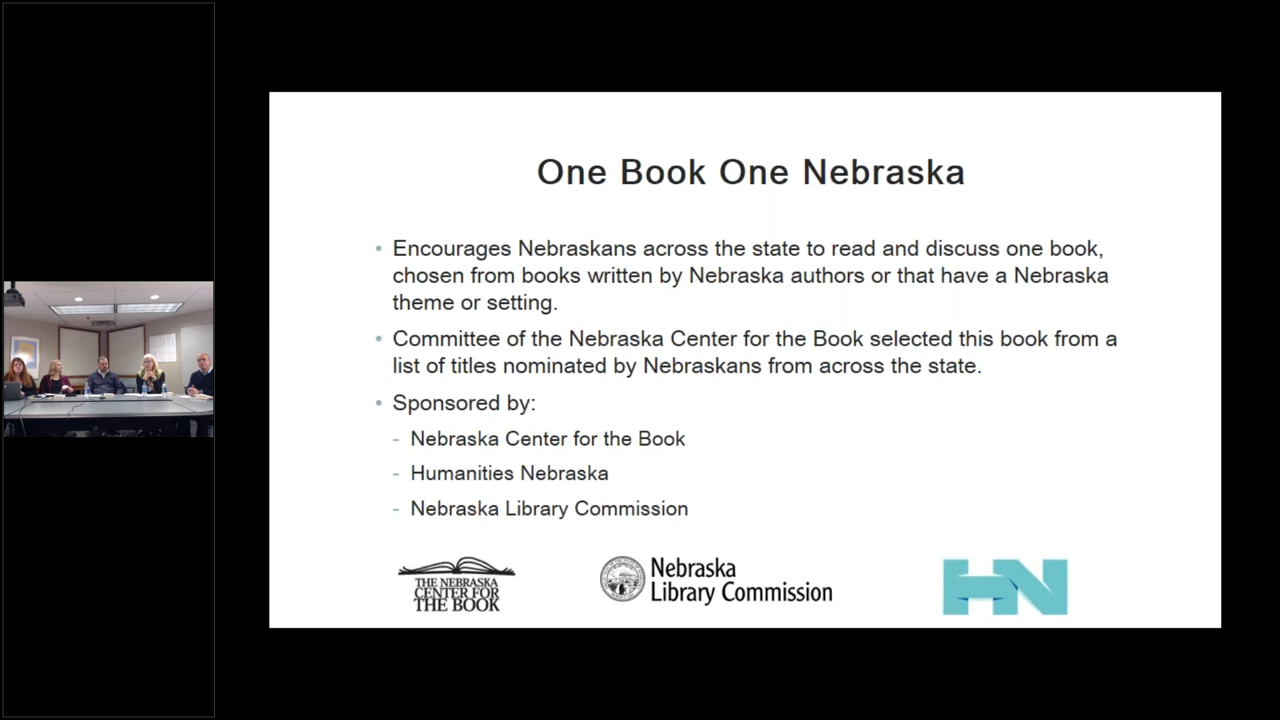 One Book One Nebraska
• Encourages Nebraskans across the state to read and discuss one book,
chosen from books written by Nebraska authors or that have a Nebraska
theme or setting.
• Committee of the Nebraska Center for the Book selected this book from a
list of titles nominated by Nebraskans from across the state.
• Sponsored by:
- Nebraska Center for the Book
- Humanities Nebraska
- Nebraska Library Commission
THE NEBRASKA
CENTER FOR
THE BOOK
Nebraska
Library Commission
HN